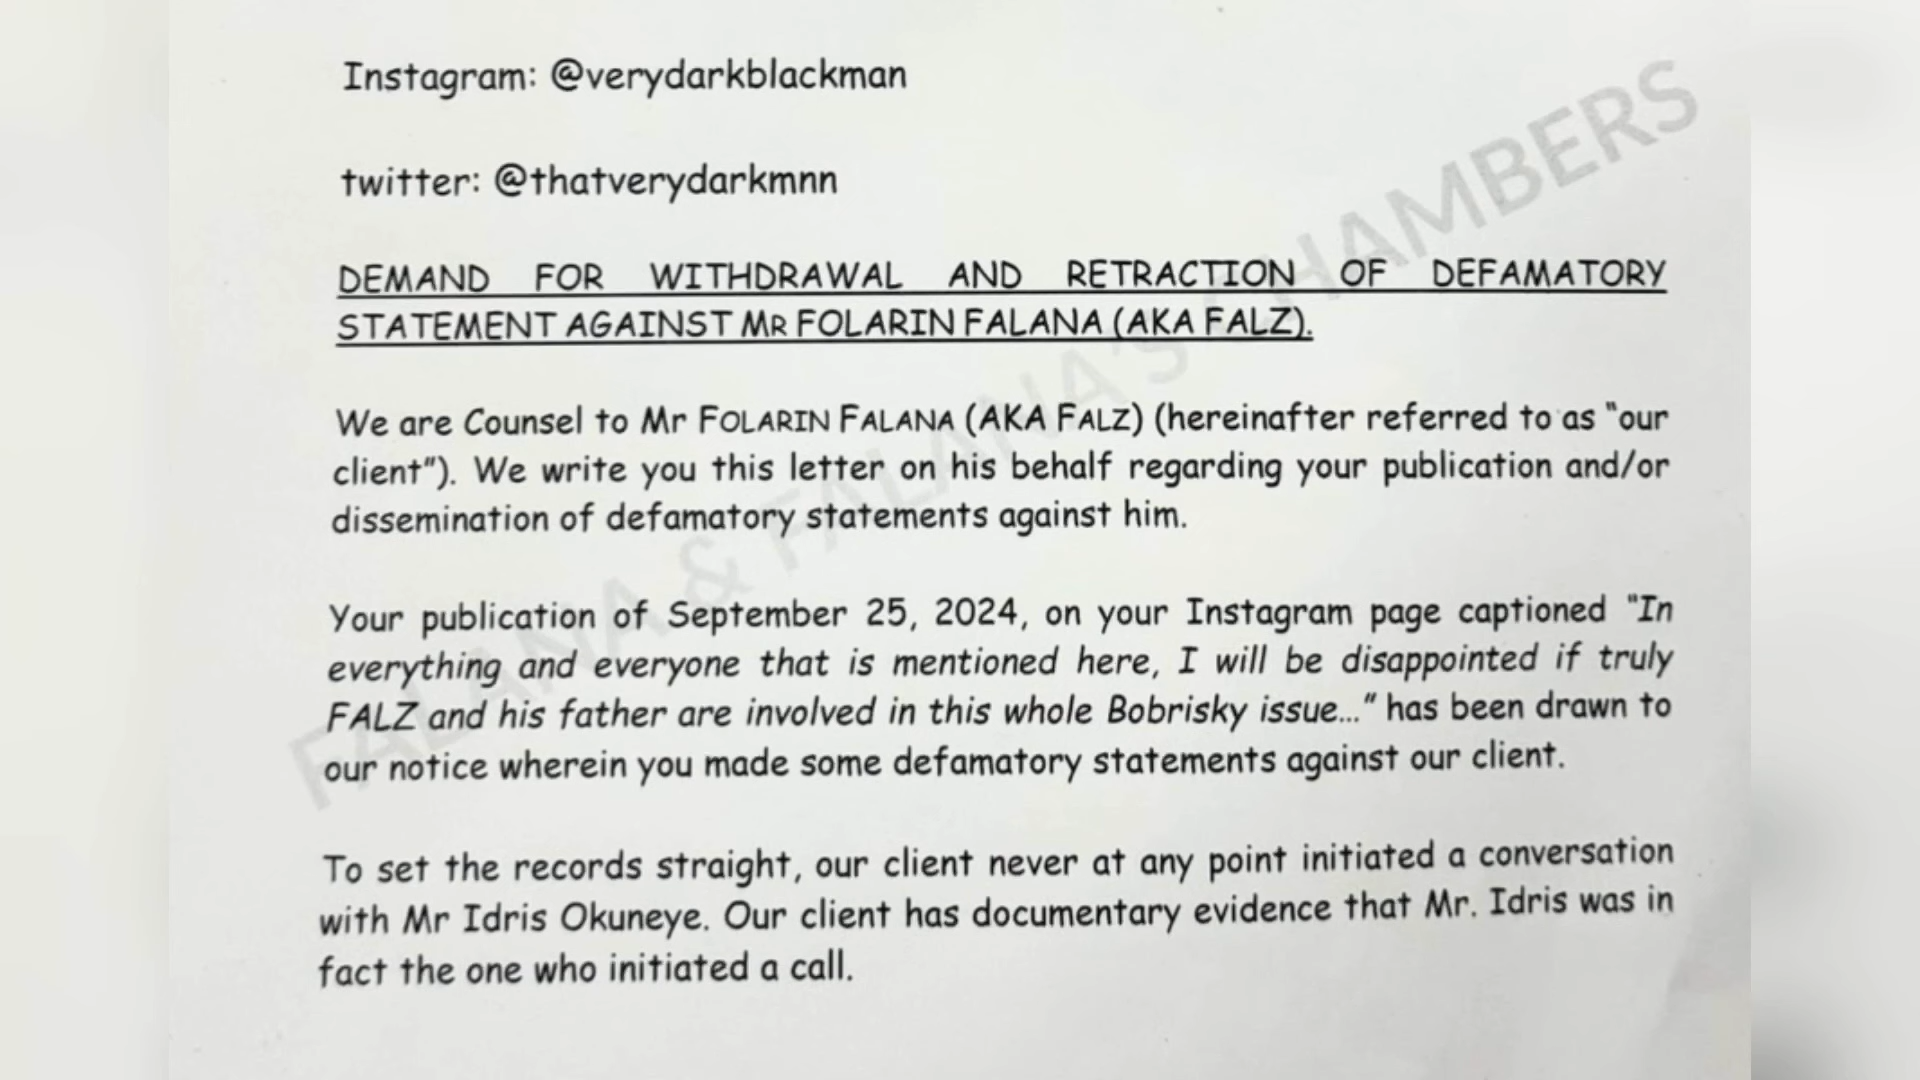 Instagram: @verydarkblackman
twitter: @thatverydarkmnn
DEMAND FOR WITHDRAWAL AND RETRACTION OF DEFAMATORY
STATEMENT AGAINST MR FOLARIN FALANA (AKA FALZ).
We are Counsel to Mr FOLARIN FALANA (AKA FALZ) (hereinafter referred to as "our
client"). We write you this letter on his behalf regarding your publication and/or
dissemination of defamatory statements against him.
Your publication of September 25, 2024, on your Instagram page captioned "In
everything and everyone that is mentioned here, I will be disappointed if truly
FALZ and his father are involved in this whole Bobrisky issue..." has been drawn to
our notice wherein you made some defamatory statements against our client.
To set the records straight, our client never at any point initiated a conversation
with Mr Idris Okuneye. Our client has documentary evidence that Mr. Idris was in
fact the one who initiated a call.
FALANA & FALANA'S CHAMBERS